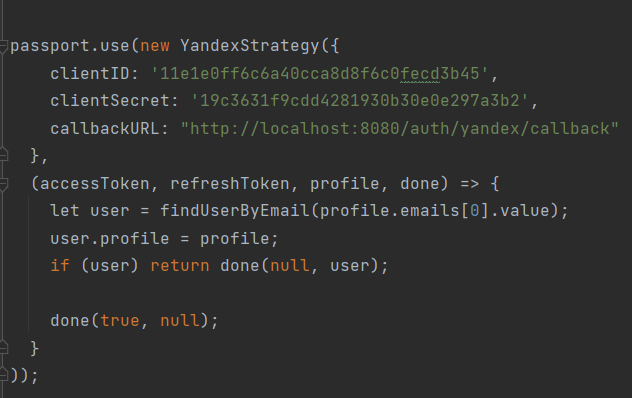 passport.use(new YandexStrategy({
clientID: '11e1e0ff6c6a40cca8d8f6c0fecd3b45',
clientSecret: '19c3631f9cdd4281930b30e0e297a3b2',
callbackURL: "http://localhost:8080/auth/yandex/callback"
},
(accessToken, refreshToken, profile, done) => {
let user = findUserByEmail(profile.emails[0].value);
user.profile = profile;
if (user) return done(null, user);
done(true, null);
}
));